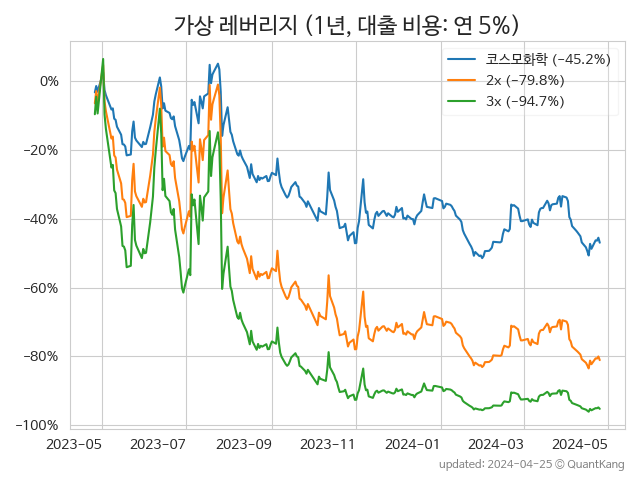 가상 레버리지 (1년, 대출 비용: 연 5%)
코스모화학 (−45.2%)
2x (−79.8%)
3x (−94.7%)
0%
−20%
−40%
−60%
−80%
−100%
2023-05 2023-07 2023-09 2023-11 2024-01 2024-03 2024-05
updated: 2024-04-25 © QuantKang